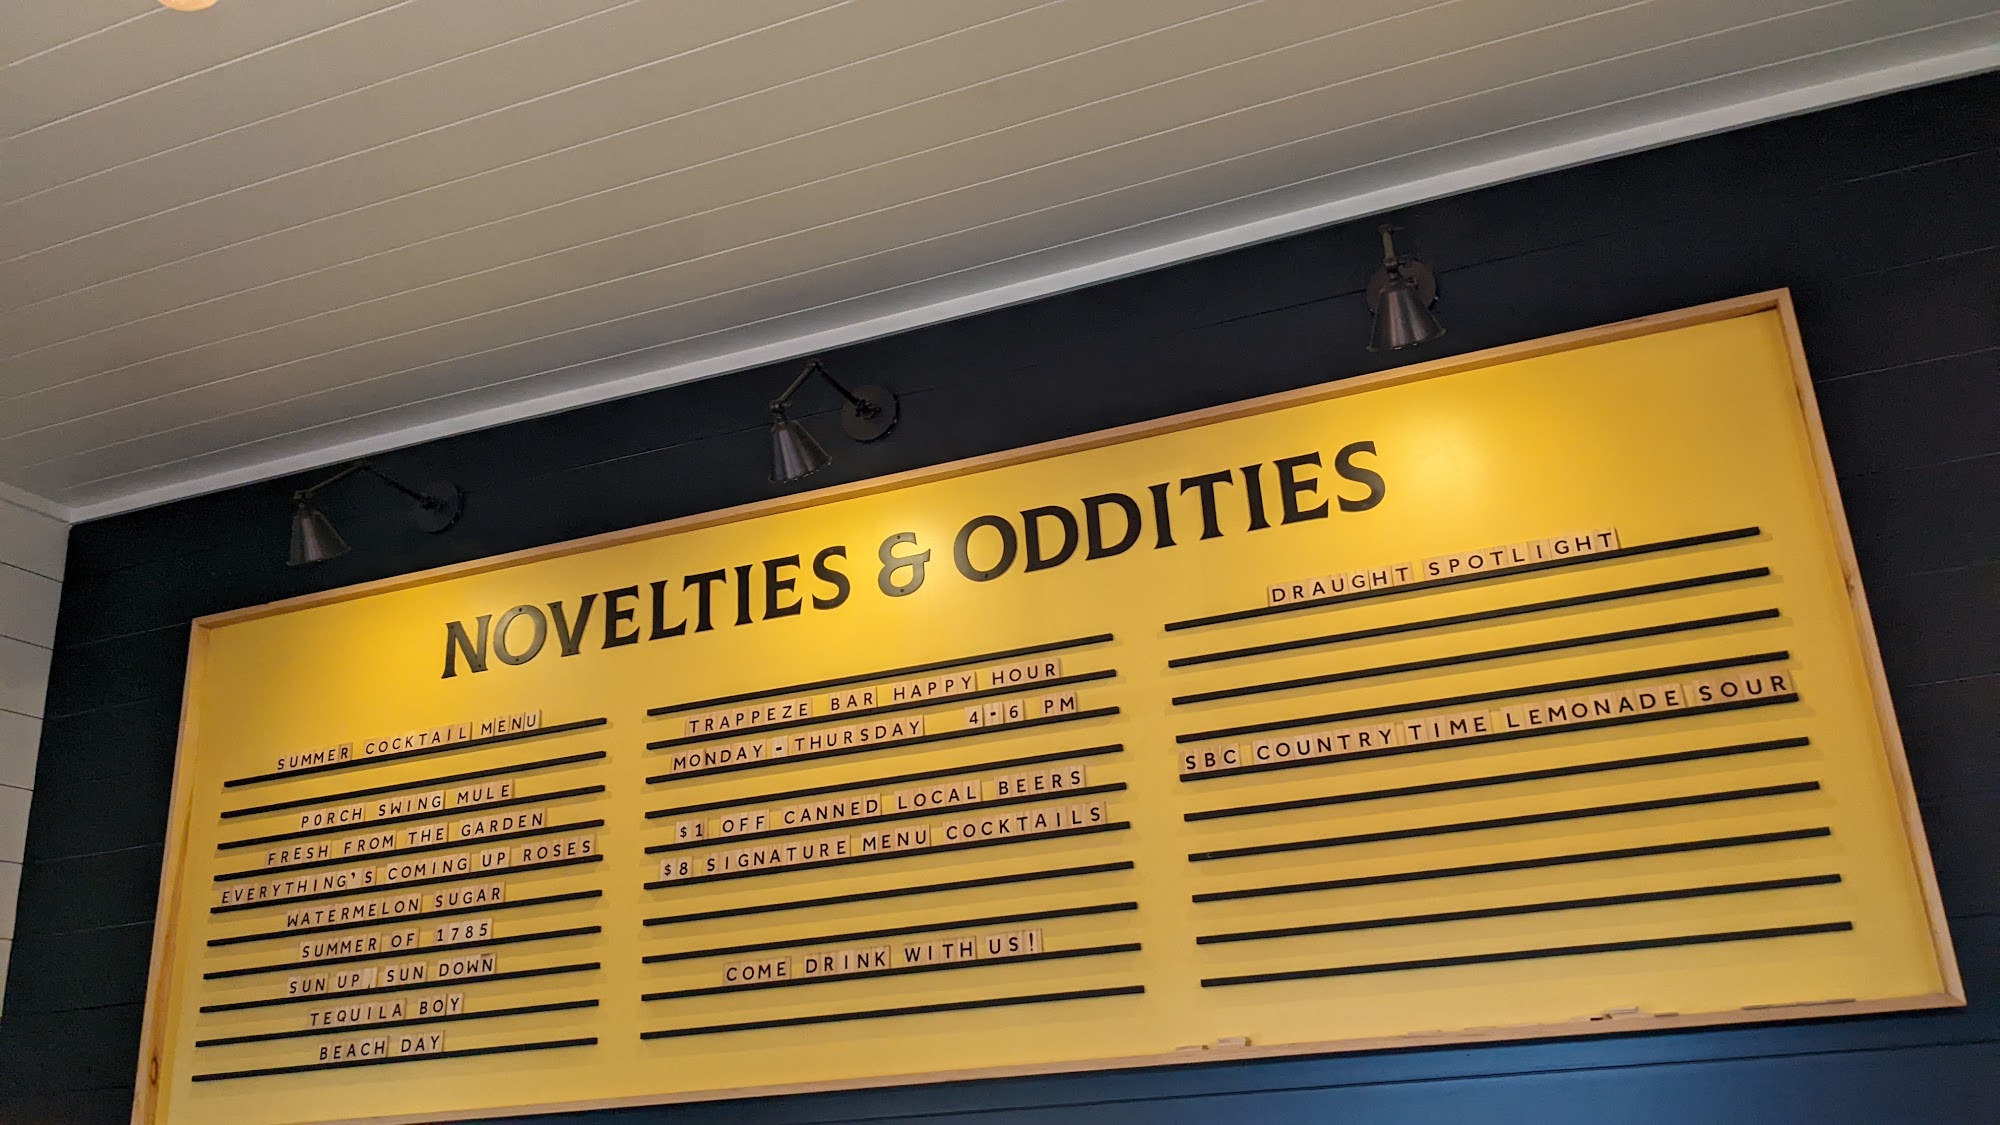 NOVELTIES & ODDITIES
SUMMER COCKTAIL MENU
PORCH SWING MULE
FRESH FROM THE GARDEN
EVERYTHING'S COMING UP ROSES
WATERMELON SUGAR
SUMMER OF 1785
SUN UP, SUN DOWN
TEQUILA BOY
BEACH DAY
TRAPPEZE BAR HAPPY HOUR
MONDAY - THURSDAY 4-6 PM
$1 OFF CANNED LOCAL BEERS
$8 SIGNATURE MENU COCKTAILS
COME DRINK WITH US!
DRAUGHT SPOTLIGHT
SBC COUNTRY TIME LEMONADE SOUR